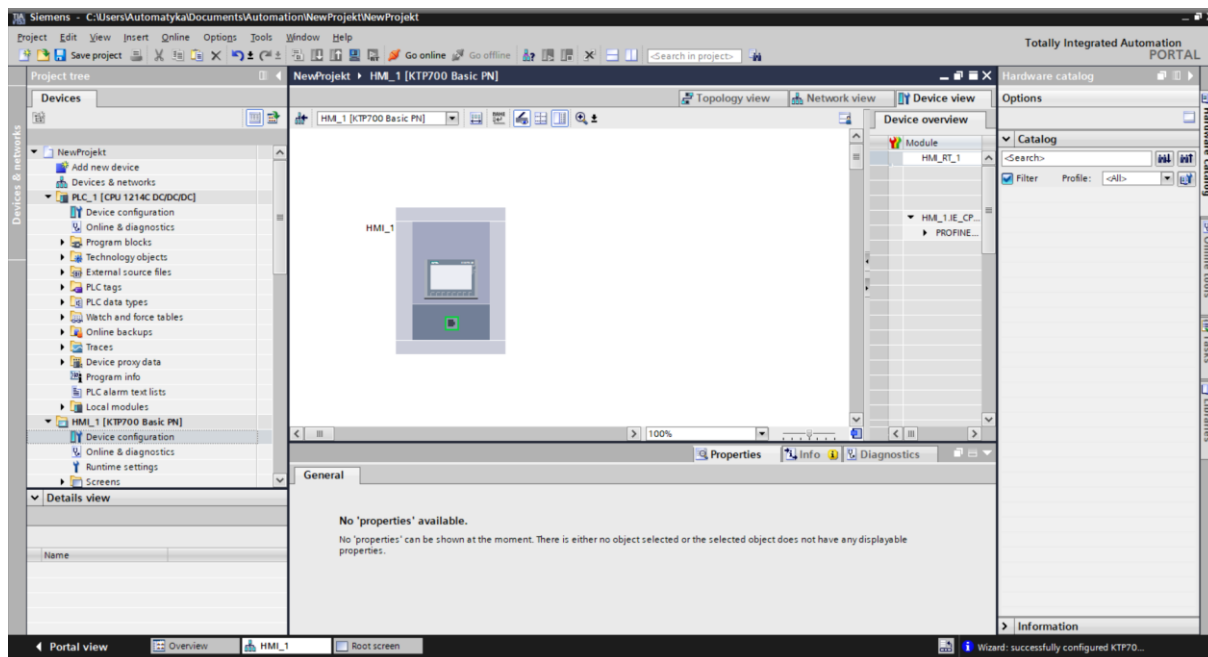 Siemens - C:\Users\Automatyka\Documents\Automation\NewProjekt\NewProjekt
Project Edit View Insert Online Options Tools Window Help
Totally Integrated Automation
PORTAL
Save project
Go online
Go offline
<Search in project>
Project tree
Devices
NewProjekt
Add new device
Devices & networks
PLC_1 [CPU 1214C DC/DC/DC]
Device configuration
Online & diagnostics
Program blocks
Technology objects
External source files
PLC tags
PLC data types
Watch and force tables
Online backups
Traces
Device proxy data
Program info
PLC alarm text lists
Local modules
HMI_1 [KTP700 Basic PN]
Device configuration
Online & diagnostics
Runtime settings
Screens
Details view
Name
Devices & networks
NewProjekt HMI_1 [KTP700 Basic PN]
Topology view
Network view
Device view
HMI_1 [KTP700 Basic PN]
HMI_1
100%
Device overview
Module
HMI_RT_1
HMI_1.IE_CP...
PROFINE...
Properties
Info
Diagnostics
General
No 'properties' available.
No 'properties' can be shown at the moment. There is either no object selected or the selected object does not have any displayable
properties.
Hardware catalog
Options
Catalog
<Search>
Filter Profile: <All>
Information
Hardware catalog
Online tools
Tasks
Portal view
Overview
HMI_1
Root screen
Wizard: successfully configured KTP70...